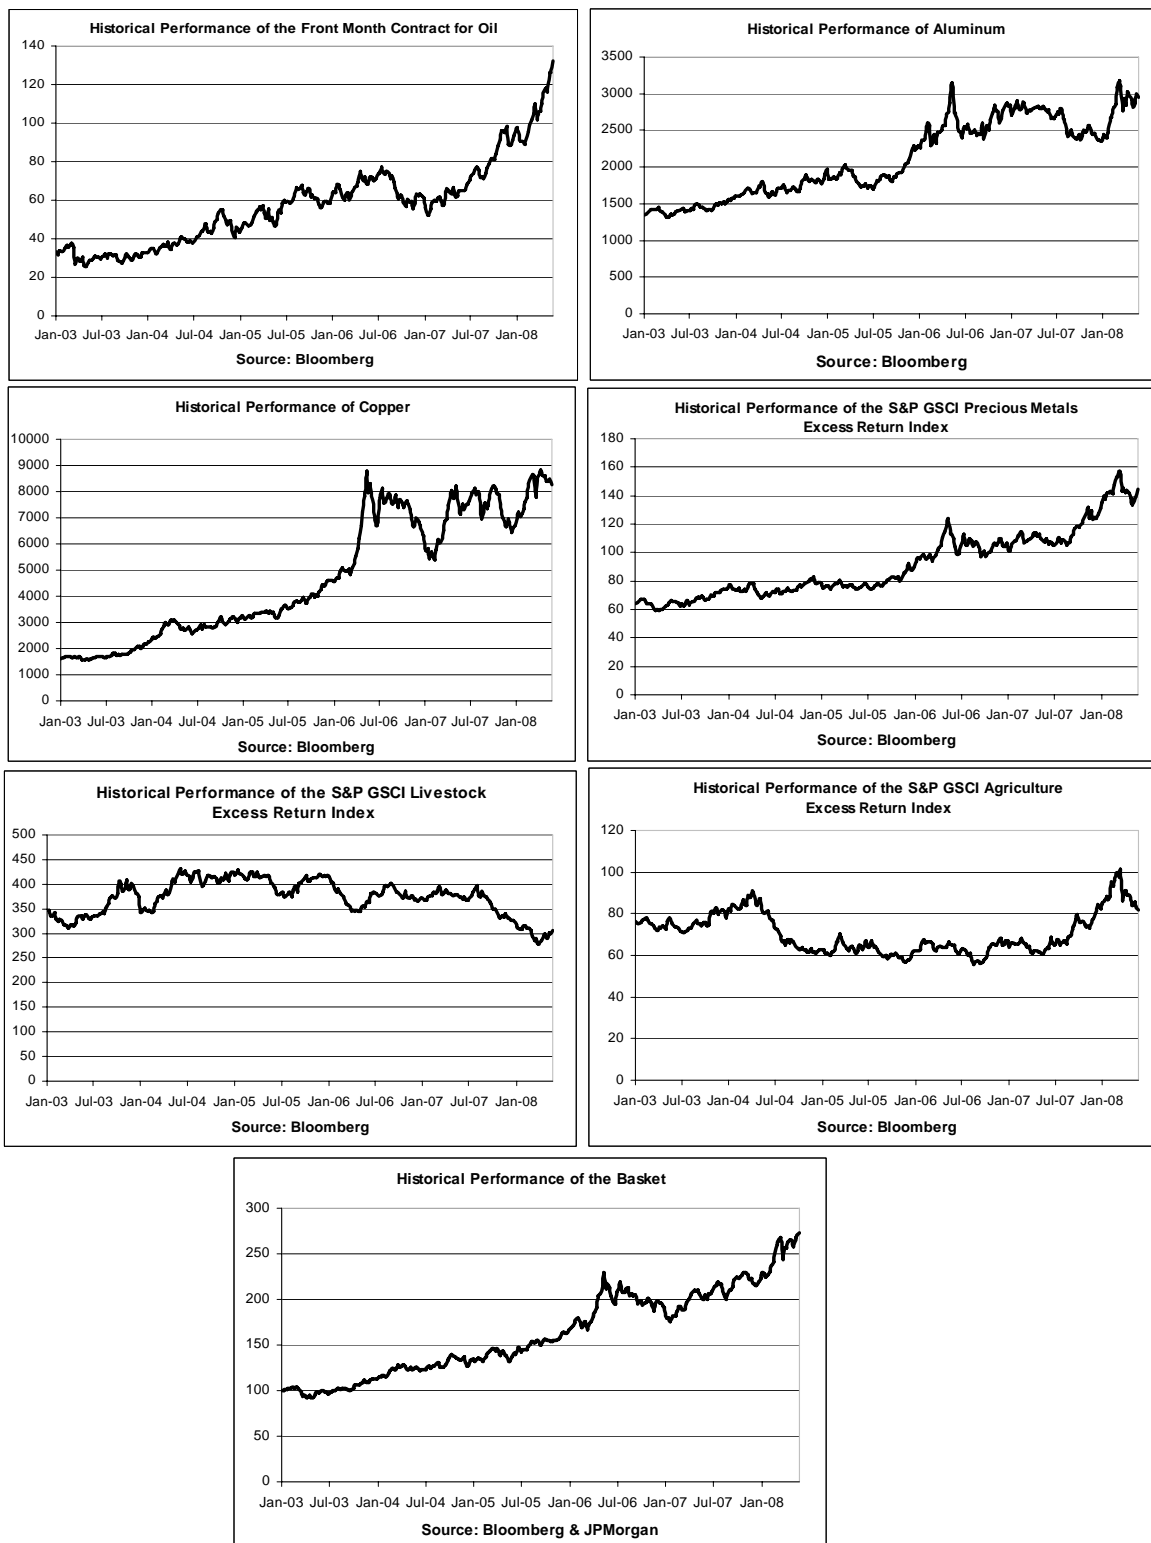 Historical Performance of the Front Month Contract for Oil
140
120
100
80
60
40
20
0
Jan-03 Jul-03 Jan-04 Jul-04 Jan-05 Jul-05 Jan-06 Jul-06 Jan-07 Jul-07 Jan-08
Source: Bloomberg
Historical Performance of Aluminum
3500
3000
2500
2000
1500
1000
500
0
Jan-03 Jul-03 Jan-04 Jul-04 Jan-05 Jul-05 Jan-06 Jul-06 Jan-07 Jul-07 Jan-08
Source: Bloomberg
Historical Performance of Copper
10000
9000
8000
7000
6000
5000
4000
3000
2000
1000
0
Jan-03 Jul-03 Jan-04 Jul-04 Jan-05 Jul-05 Jan-06 Jul-06 Jan-07 Jul-07 Jan-08
Source: Bloomberg
Historical Performance of the S&P GSCI Precious Metals
Excess Return Index
180
160
140
120
100
80
60
40
20
0
Jan-03 Jul-03 Jan-04 Jul-04 Jan-05 Jul-05 Jan-06 Jul-06 Jan-07 Jul-07 Jan-08
Source: Bloomberg
Historical Performance of the S&P GSCI Livestock
Excess Return Index
500
450
400
350
300
250
200
150
100
50
0
Jan-03 Jul-03 Jan-04 Jul-04 Jan-05 Jul-05 Jan-06 Jul-06 Jan-07 Jul-07 Jan-08
Source: Bloomberg
Historical Performance of the S&P GSCI Agriculture
Excess Return Index
120
100
80
60
40
20
0
Jan-03 Jul-03 Jan-04 Jul-04 Jan-05 Jul-05 Jan-06 Jul-06 Jan-07 Jul-07 Jan-08
Source: Bloomberg
Historical Performance of the Basket
300
250
200
150
100
50
0
Jan-03 Jul-03 Jan-04 Jul-04 Jan-05 Jul-05 Jan-06 Jul-06 Jan-07 Jul-07 Jan-08
Source: Bloomberg & JPMorgan